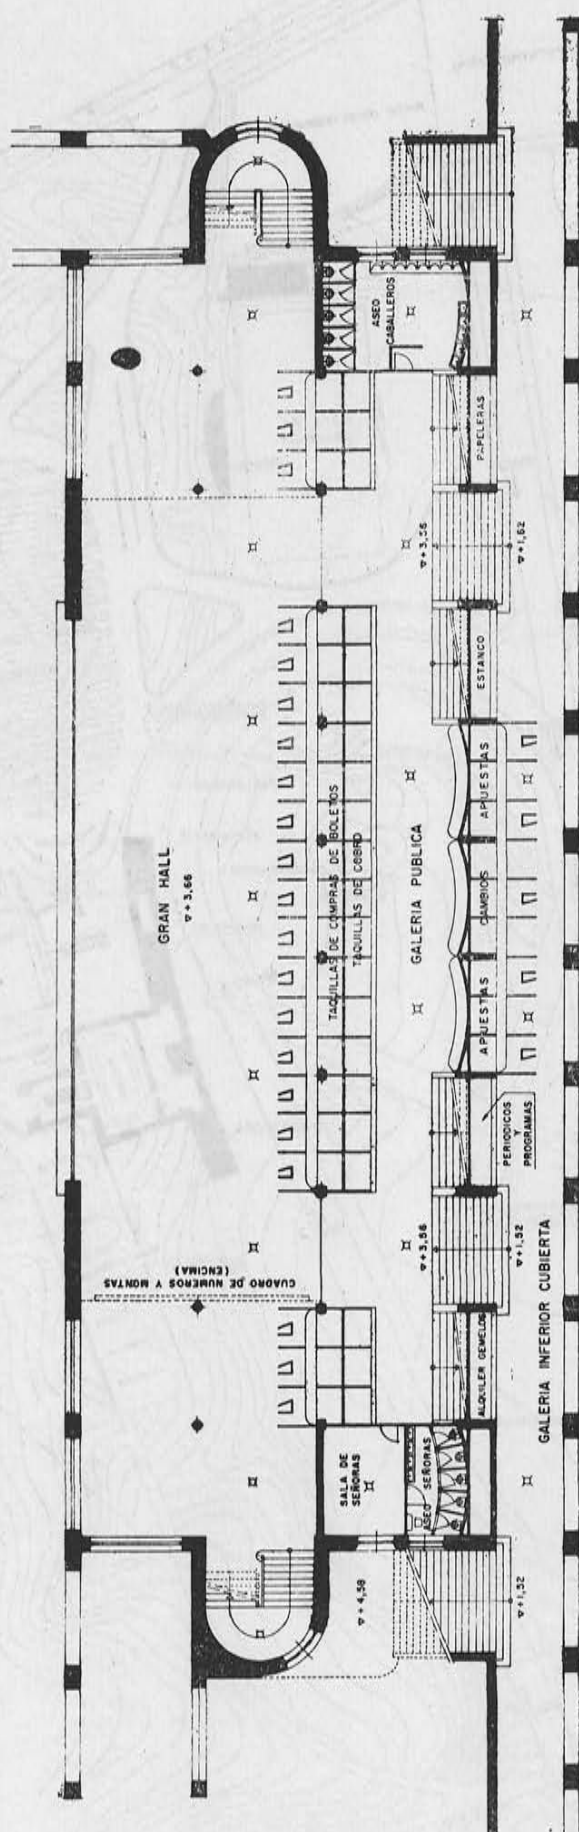 ASEO
CABALLEROS
PAPELERAS
▽+3,56
▽+1,62
ESTANCO
GRAN HALL
▽+3,66
TAQUILLAS DE COMPRAS DE BOLETOS
TAQUILLAS DE COBRO
GALERIA PUBLICA
APUESTAS
CAMBIOS
APUESTAS
PERIODICOS
Y
PROGRAMAS
CUADRO DE NUMEROS Y MONTAS
(ENCIMA)
▽+3,56
▽+1,52
ALQUILER GEMELOS
GALERIA INFERIOR CUBIERTA
SALA DE
SEÑORAS
ASEO SEÑORAS
▽+4,58
▽+1,52